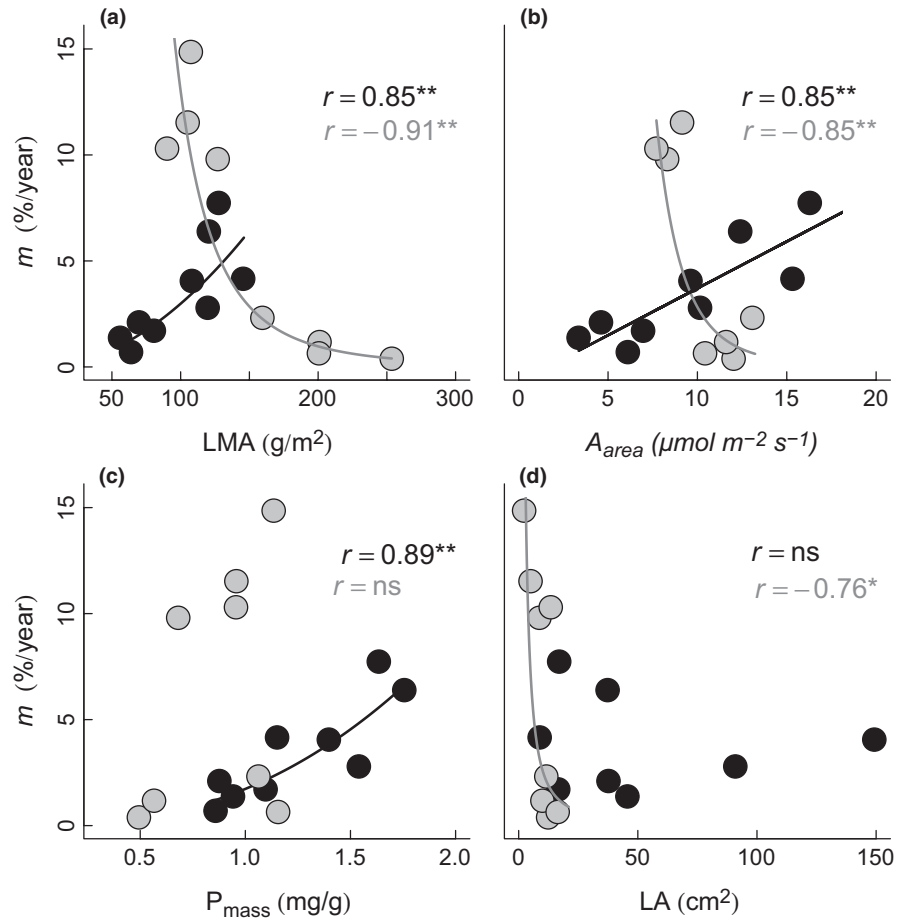 (a)
15
10
5
0
m (%/year)
r = 0.85**
r = −0.91**
50 100 200 300
LMA (g/m²)
(b)
r = 0.85**
r = −0.85**
0 5 10 15 20
A_area (µmol m⁻² s⁻¹)
(c)
15
10
5
0
m (%/year)
r = 0.89**
r = ns
0.5 1.0 1.5 2.0
P_mass (mg/g)
(d)
r = ns
r = −0.76*
0 50 100 150
LA (cm²)